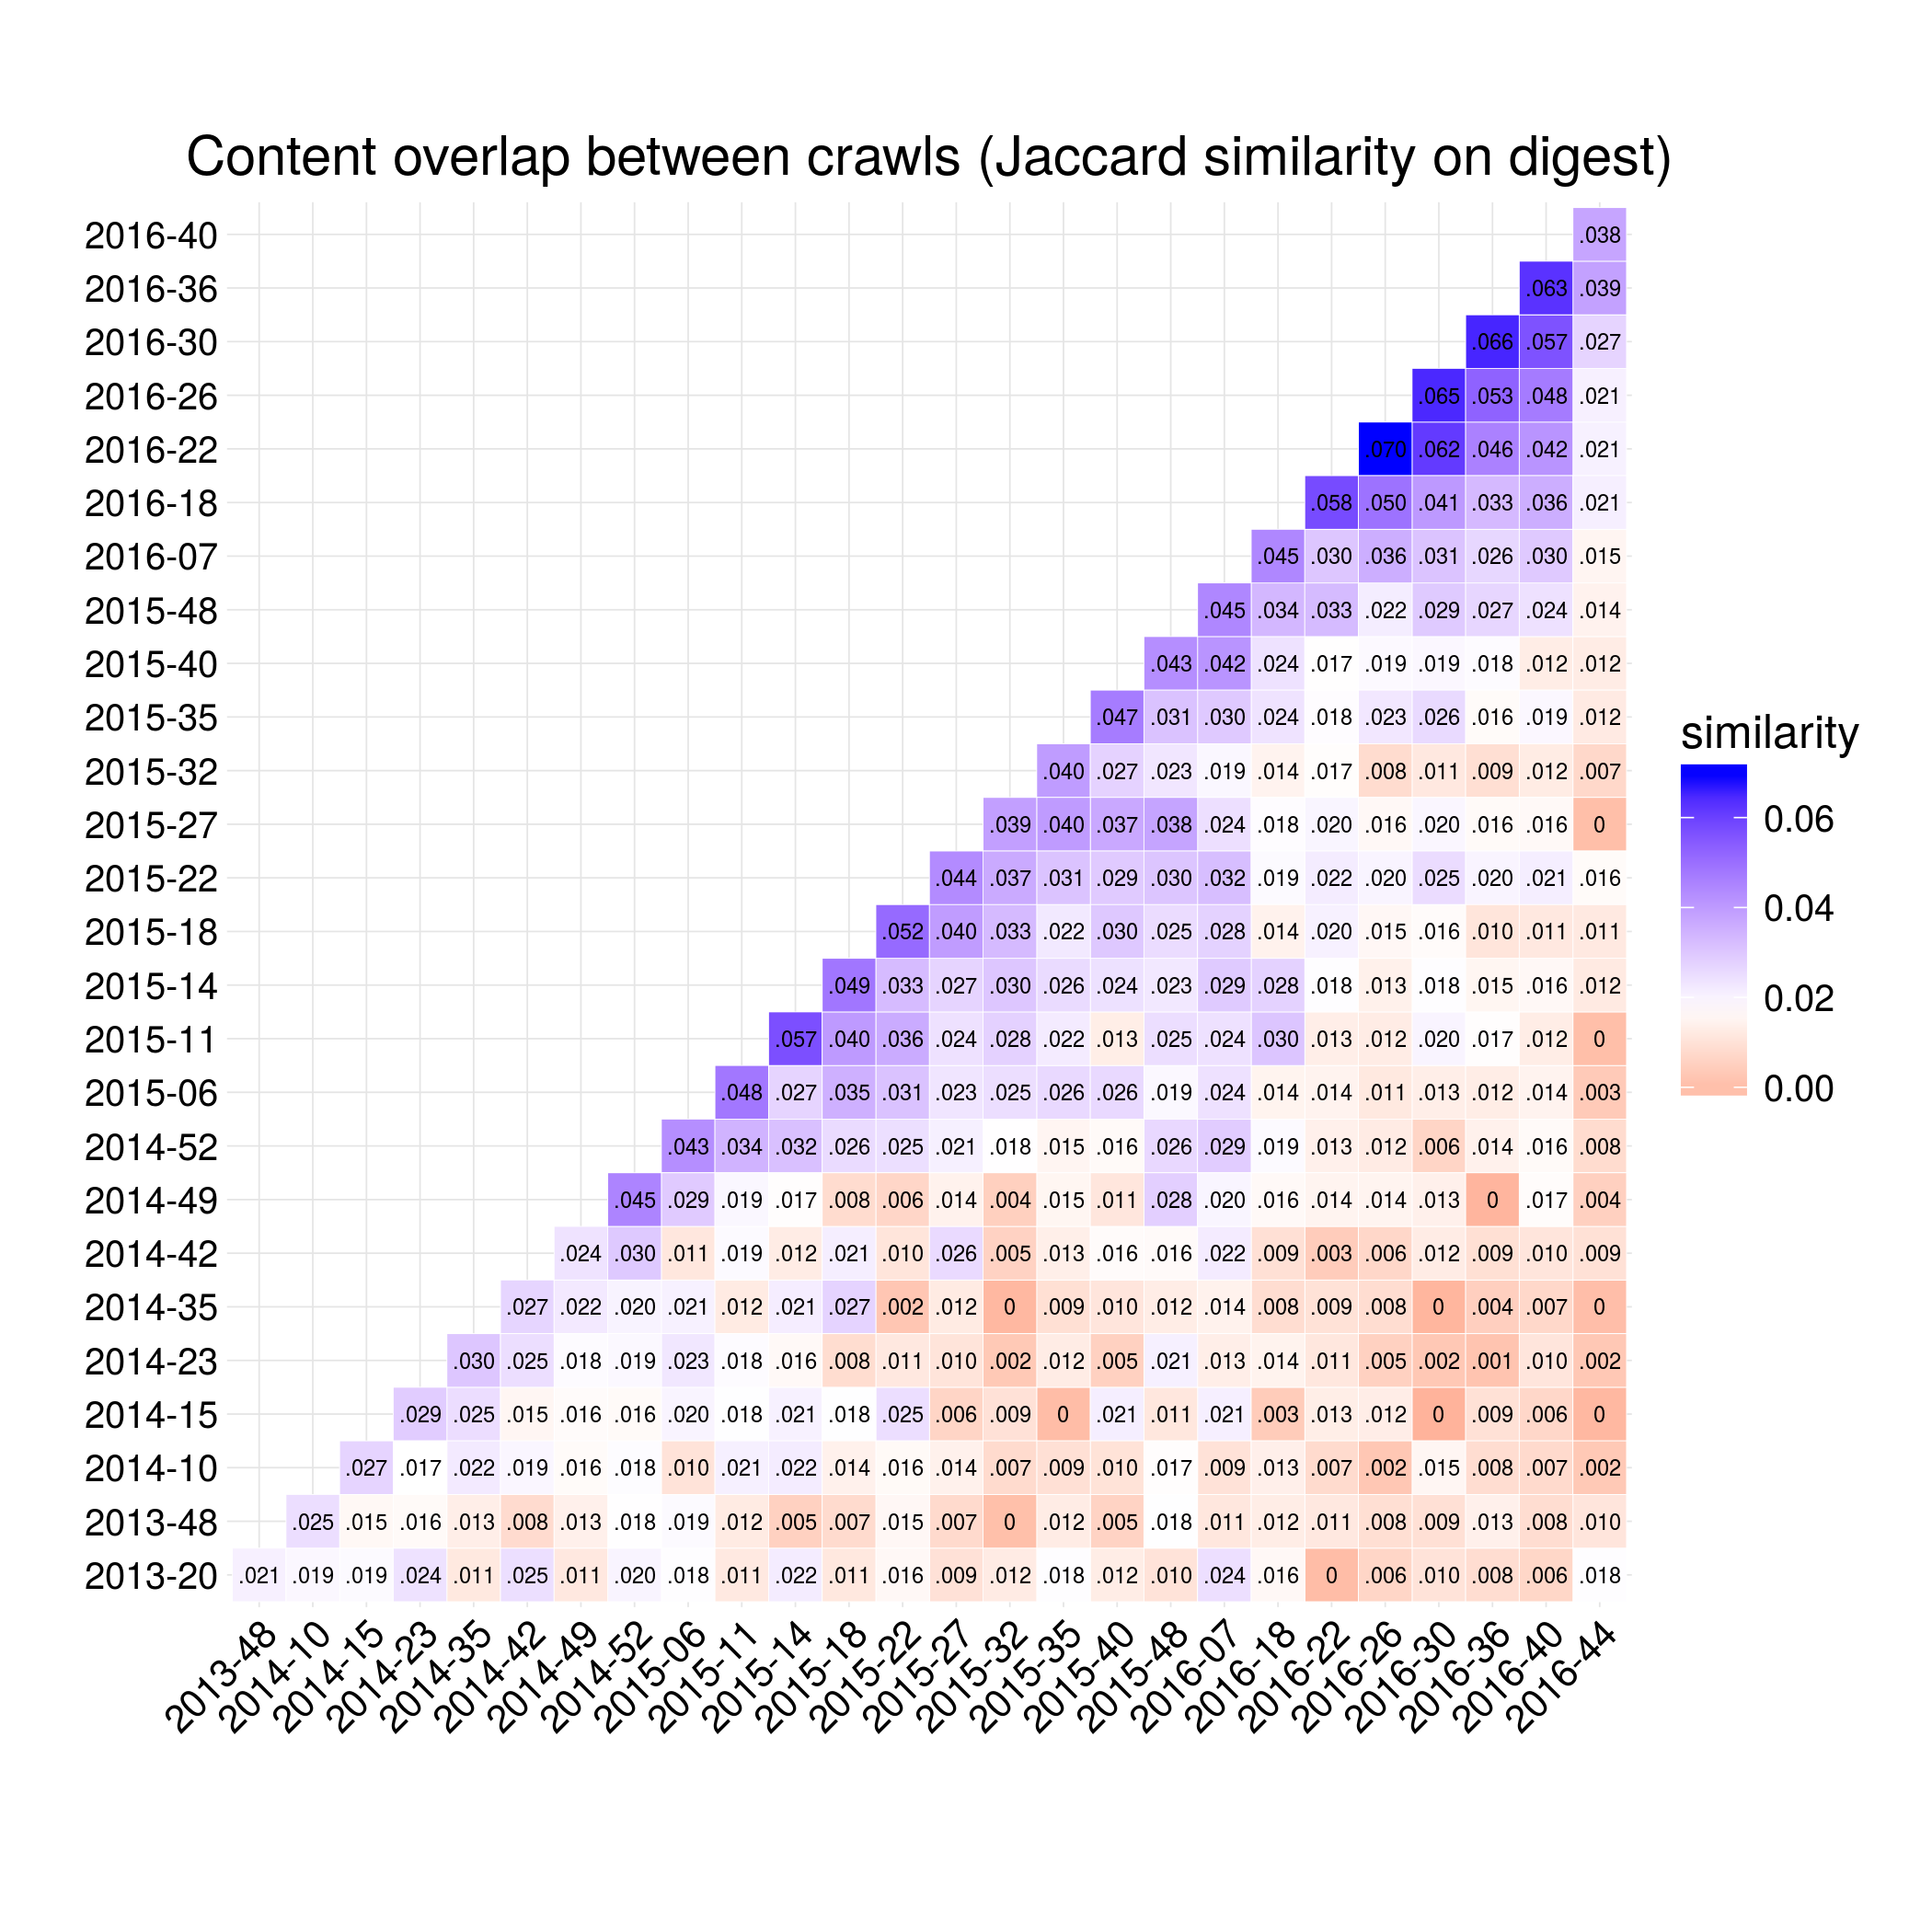 Content overlap between crawls (Jaccard similarity on digest)
2016-40 .038
2016-36 .063 .039
2016-30 .066 .057 .027
2016-26 .065 .053 .048 .021
2016-22 .070 .062 .046 .042 .021
2016-18 .058 .050 .041 .033 .036 .021
2016-07 .045 .030 .036 .031 .026 .030 .015
2015-48 .045 .034 .033 .022 .029 .027 .024 .014
2015-40 .043 .042 .024 .017 .019 .019 .018 .012 .012
2015-35 .047 .031 .030 .024 .018 .023 .026 .016 .019 .012
2015-32 .040 .027 .023 .019 .014 .017 .008 .011 .009 .012 .007
2015-27 .039 .040 .037 .038 .024 .018 .020 .016 .020 .016 .016 0
2015-22 .044 .037 .031 .029 .030 .032 .019 .022 .020 .025 .020 .021 .016
2015-18 .052 .040 .033 .022 .030 .025 .028 .014 .020 .015 .016 .010 .011 .011
2015-14 .049 .033 .027 .030 .026 .024 .023 .029 .028 .018 .013 .018 .015 .016 .012
2015-11 .057 .040 .036 .024 .028 .022 .013 .025 .024 .030 .013 .012 .020 .017 .012 0
2015-06 .048 .027 .035 .031 .023 .025 .026 .026 .019 .024 .014 .014 .011 .013 .012 .014 .003
2014-52 .043 .034 .032 .026 .025 .021 .018 .015 .016 .026 .029 .019 .013 .012 .006 .014 .016 .008
2014-49 .045 .029 .019 .017 .008 .006 .014 .004 .015 .011 .028 .020 .016 .014 .014 .013 0 .017 .004
2014-42 .024 .030 .011 .019 .012 .021 .010 .026 .005 .013 .016 .016 .022 .009 .003 .006 .012 .009 .010 .009
2014-35 .027 .022 .020 .021 .012 .021 .027 .002 .012 0 .009 .010 .012 .014 .008 .009 .008 0 .004 .007 0
2014-23 .030 .025 .018 .019 .023 .018 .016 .008 .011 .010 .002 .012 .005 .021 .013 .014 .011 .005 .002 .001 .010 .002
2014-15 .029 .025 .015 .016 .016 .020 .018 .021 .018 .025 .006 .009 0 .021 .011 .021 .003 .013 .012 0 .009 .006 0
2014-10 .027 .017 .022 .019 .016 .018 .010 .021 .022 .014 .016 .014 .007 .009 .010 .017 .009 .013 .007 .002 .015 .008 .007 .002
2013-48 .025 .015 .016 .013 .008 .013 .018 .019 .012 .005 .007 .015 .007 0 .012 .005 .018 .011 .012 .011 .008 .009 .013 .008 .010
2013-20 .021 .019 .019 .024 .011 .025 .011 .020 .018 .011 .022 .011 .016 .009 .012 .018 .012 .010 .024 .016 0 .006 .010 .008 .006 .018
2013-48 2014-10 2014-15 2014-23 2014-35 2014-42 2014-49 2014-52 2015-06 2015-11 2015-14 2015-18 2015-22 2015-27 2015-32 2015-35 2015-40 2015-48 2016-07 2016-18 2016-22 2016-26 2016-30 2016-36 2016-40 2016-44
similarity
0.06
0.04
0.02
0.00